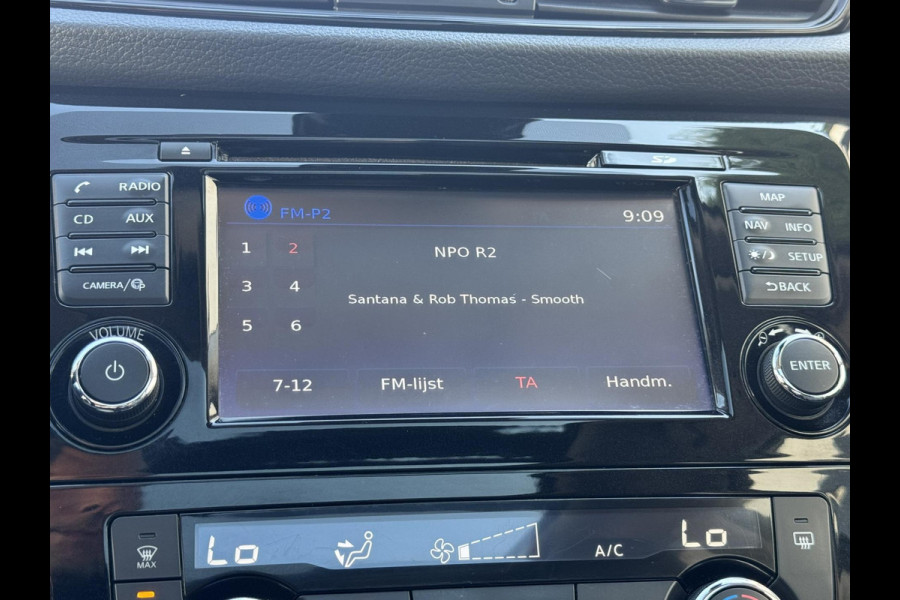 RADIO
CD AUX
CAMERA/
VOLUME
SD
FM-P2 9:09
1 2
NPO R2
3 4
Santana & Rob Thomas - Smooth
5 6
7-12 FM-lijst TA Handm.
MAP
NAV INFO
SETUP
BACK
ENTER
MAX
Lo A/C Lo